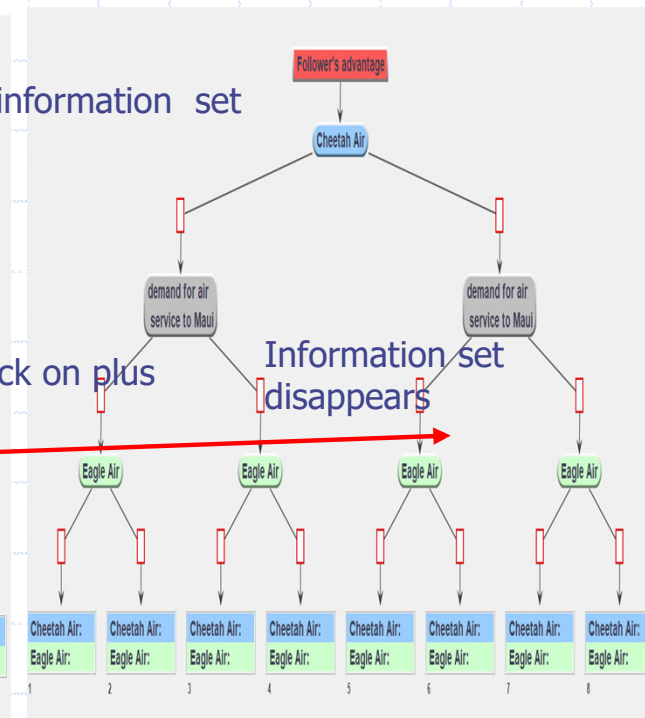 Follower's advantage
information set
Cheetah Air
demand for air
service to Maui
demand for air
service to Maui
Information set
disappears
ck on plus
Eagle Air
Eagle Air
Eagle Air
Eagle Air
Cheetah Air:
Eagle Air:
1
Cheetah Air:
Eagle Air:
2
Cheetah Air:
Eagle Air:
3
Cheetah Air:
Eagle Air:
4
Cheetah Air:
Eagle Air:
5
Cheetah Air:
Eagle Air:
6
Cheetah Air:
Eagle Air:
7
Cheetah Air:
Eagle Air:
8